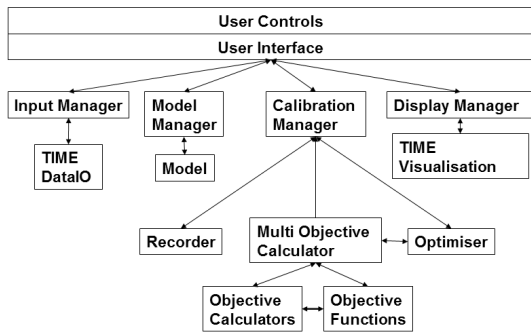 User Controls
User Interface
Input Manager
Model
Manager
Calibration
Manager
Display Manager
TIME
DataIO
Model
TIME
Visualisation
Recorder
Multi Objective
Calculator
Optimiser
Objective
Calculators
Objective
Functions